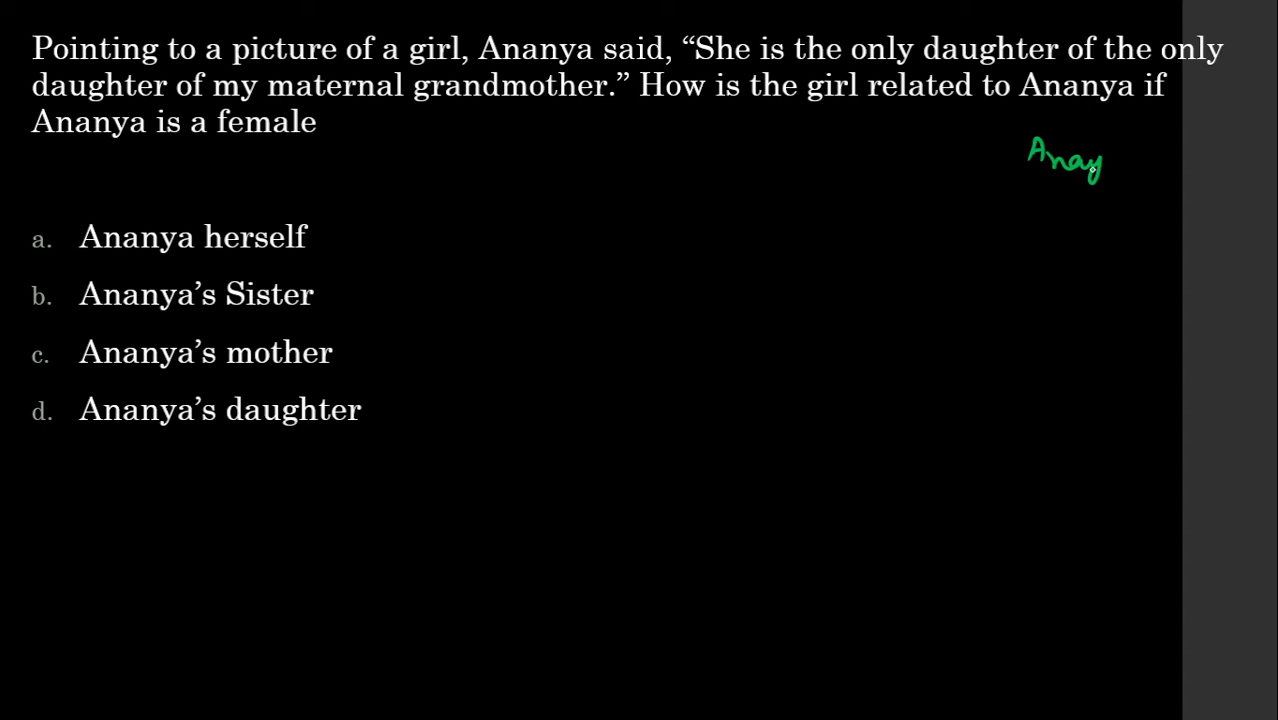 Pointing to a picture of a girl, Ananya said, “She is the only daughter of the only
daughter of my maternal grandmother.” How is the girl related to Ananya if
Ananya is a female
Anay
a. Ananya herself
b. Ananya’s Sister
c. Ananya’s mother
d. Ananya’s daughter